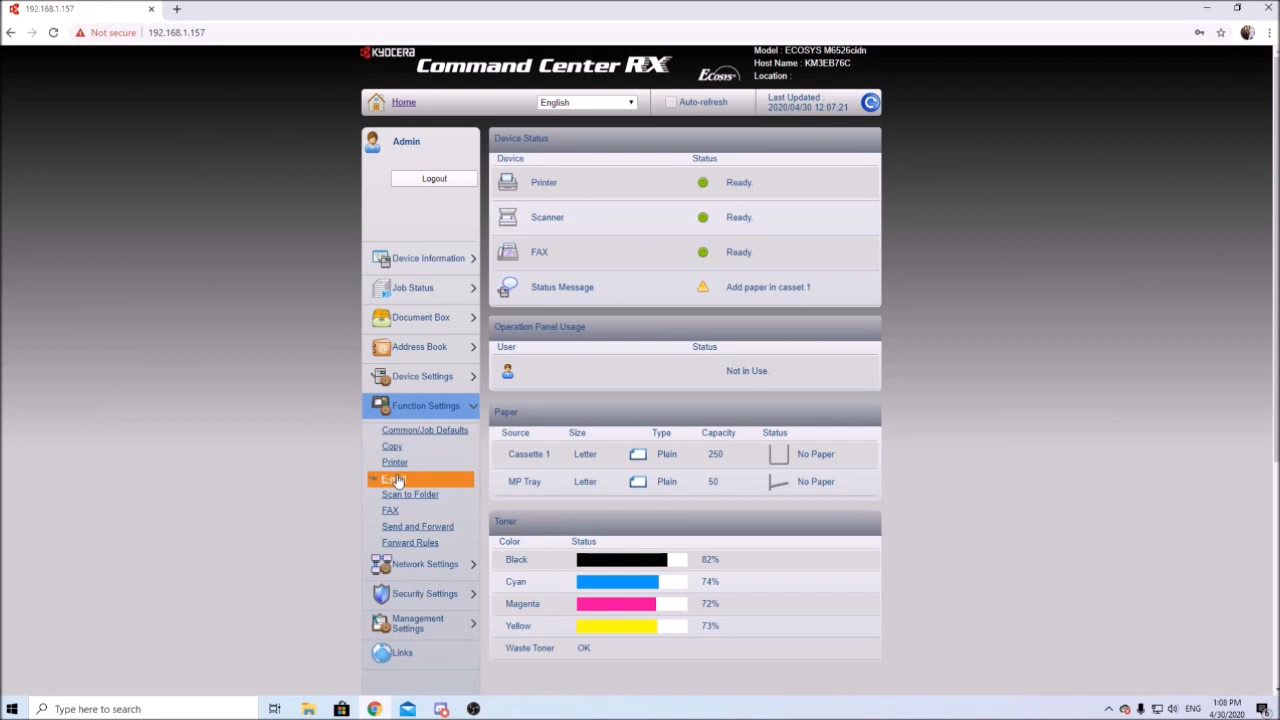 192.168.1.157
Not secure
192.168.1.157
KYOCERA
Command Center RX
Ecosys
Model : ECOSYS M6526cidn
Host Name : KM3EB76C
Location :
Home
English
Auto-refresh
Last Updated :
2020/04/30 12.07.21
Admin
Logout
Device Information
Job Status
Document Box
Address Book
Device Settings
Function Settings
Common/Job Defaults
Copy
Printer
Scan to Folder
FAX
Send and Forward
Forward Rules
Network Settings
Security Settings
Management
Settings
Links
Device Status
Device Status
Printer Ready.
Scanner Ready.
FAX Ready.
Status Message Add paper in casset 1
Operation Panel Usage
User Status
Not in Use.
Paper
Source Size Type Capacity Status
Cassette 1 Letter Plain 250 No Paper
MP Tray Letter Plain 50 No Paper
Toner
Color Status
Black 82%
Cyan 74%
Magenta 72%
Yellow 73%
Waste Toner OK
Type here to search
ENG
1:08 PM
4/30/2020
6